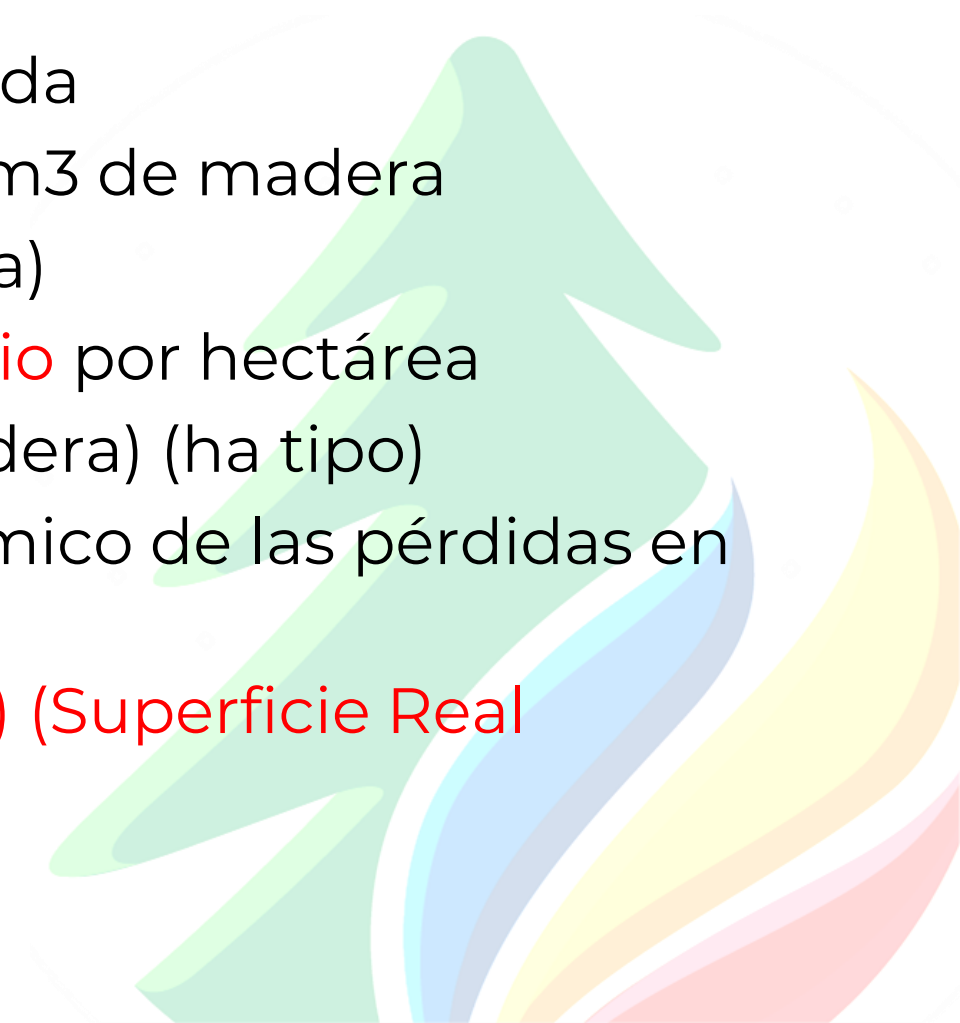 da
m3 de madera
a)
io por hectárea
dera) (ha tipo)
mico de las pérdidas en
) (Superficie Real